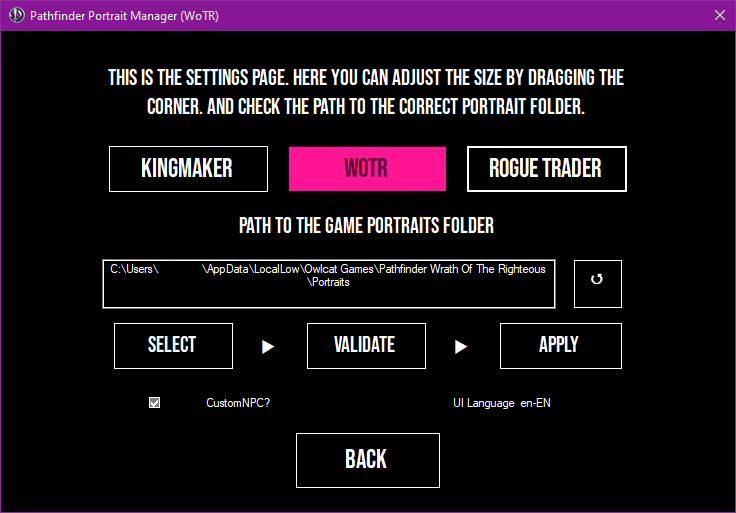 Pathfinder Portrait Manager (WoTR)
THIS IS THE SETTINGS PAGE. HERE YOU CAN ADJUST THE SIZE BY DRAGGING THE
CORNER. AND CHECK THE PATH TO THE CORRECT PORTRAIT FOLDER.
KINGMAKER WOTR ROGUE TRADER
PATH TO THE GAME PORTRAITS FOLDER
C:\Users\ \AppData\LocalLow\Owlcat Games\Pathfinder Wrath Of The Righteous
\Portraits
SELECT VALIDATE APPLY
CustomNPC? UI Language en-EN
BACK